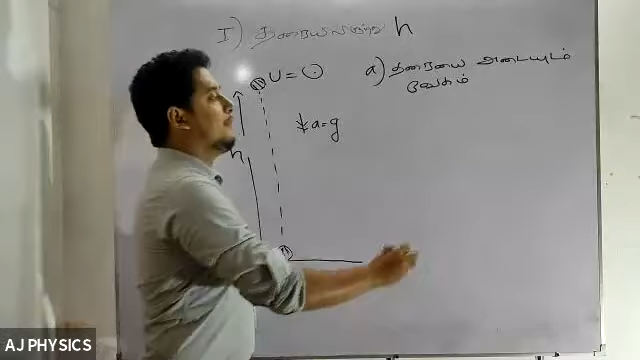 I) தரையிலிருந்து h
U = 0
a) தரையை அடையும்
வேகம்
↓ a = g
h
AJ PHYSICS